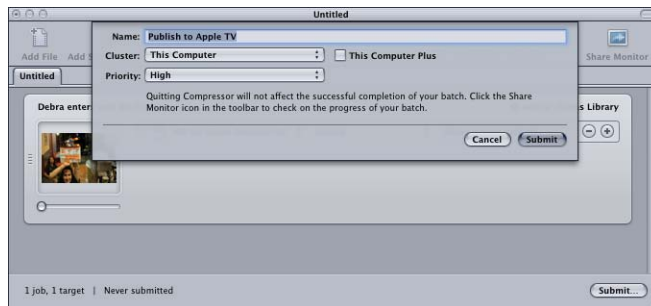 Untitled
Name: Publish to Apple TV
Add File Add
Cluster: This Computer This Computer Plus
Share Monitor
Untitled
Priority: High
Quitting Compressor will not affect the successful completion of your batch. Click the Share
Monitor icon in the toolbar to check on the progress of your batch.
Debra enter
s Library
Cancel Submit
1 job, 1 target | Never submitted
Submit...